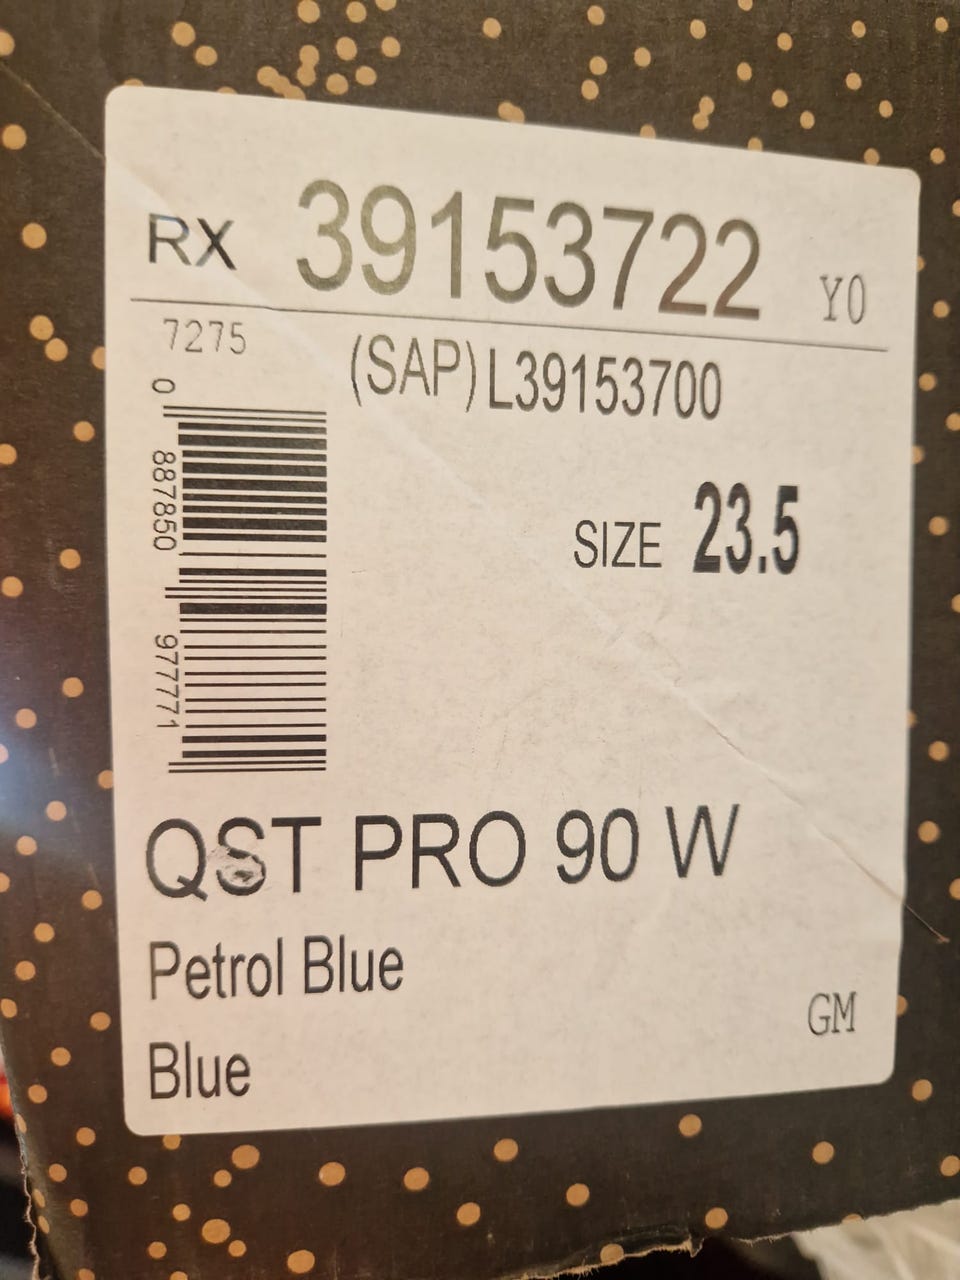 RX 39153722 Y0
7275
(SAP) L39153700
0 887850 977771
SIZE 23.5
QST PRO 90 W
Petrol Blue
GM
Blue